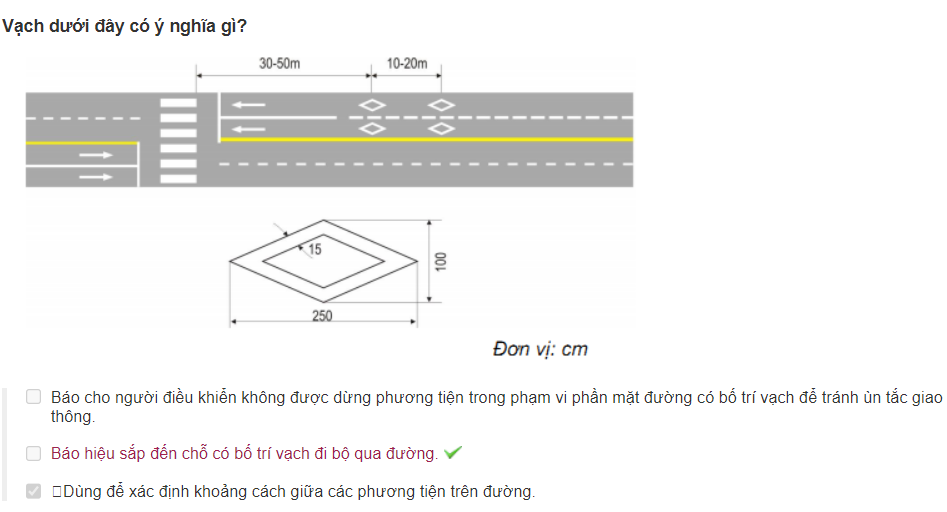 Vạch dưới đây có ý nghĩa gì?
30-50m 10-20m
15
100
250
Đơn vị: cm
Báo cho người điều khiển không được dừng phương tiện trong phạm vi phần mặt đường có bố trí vạch để tránh ùn tắc giao
thông.
Báo hiệu sắp đến chỗ có bố trí vạch đi bộ qua đường.
Dùng để xác định khoảng cách giữa các phương tiện trên đường.